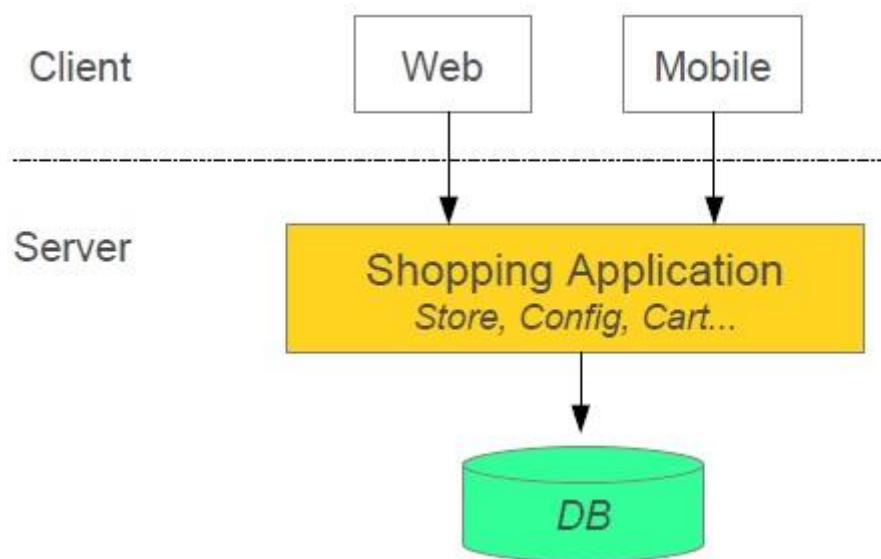 Client
Web
Mobile
Server
Shopping Application
Store, Config, Cart...
DB